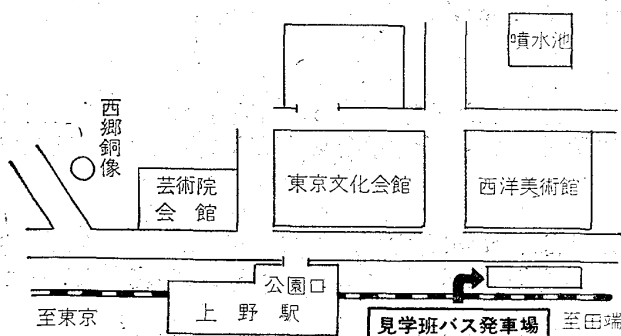 噴水池
西郷銅像
芸術院
会館
東京文化会館
西洋美術館
公園口
上野駅
至東京
見学班バス発車場
至田端